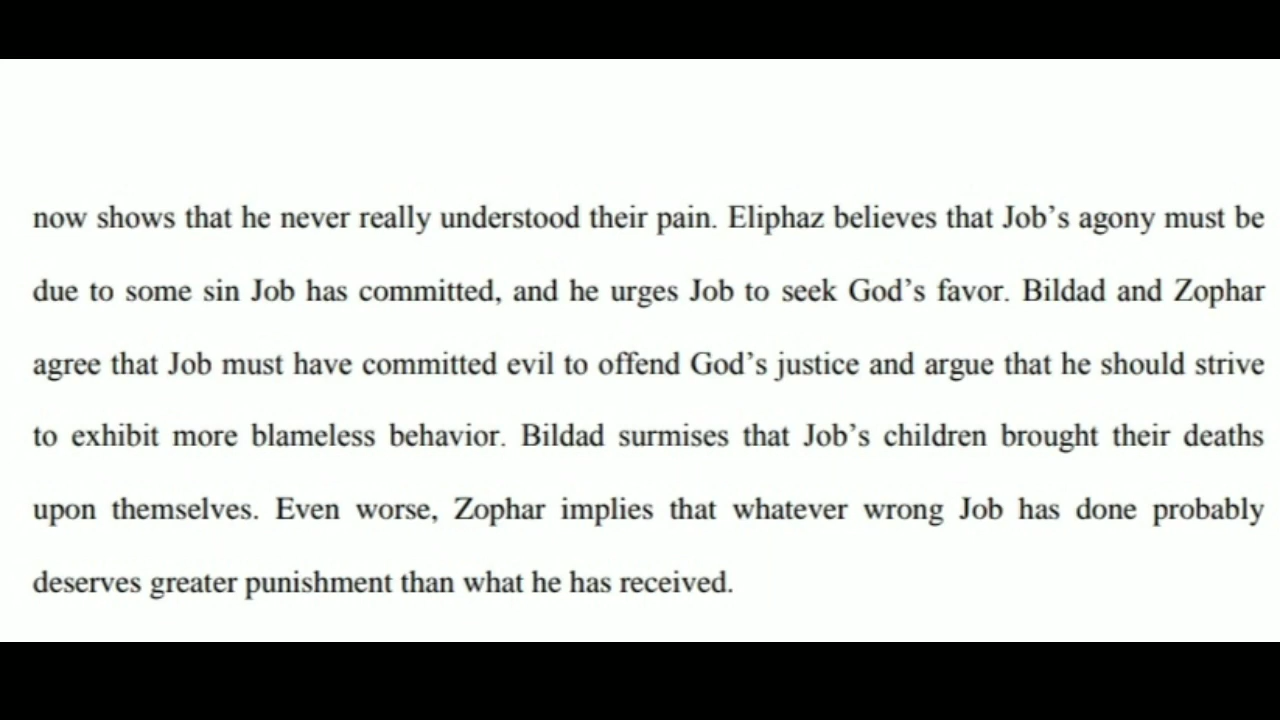 now shows that he never really understood their pain. Eliphaz believes that Job’s agony must be
due to some sin Job has committed, and he urges Job to seek God’s favor. Bildad and Zophar
agree that Job must have committed evil to offend God’s justice and argue that he should strive
to exhibit more blameless behavior. Bildad surmises that Job’s children brought their deaths
upon themselves. Even worse, Zophar implies that whatever wrong Job has done probably
deserves greater punishment than what he has received.